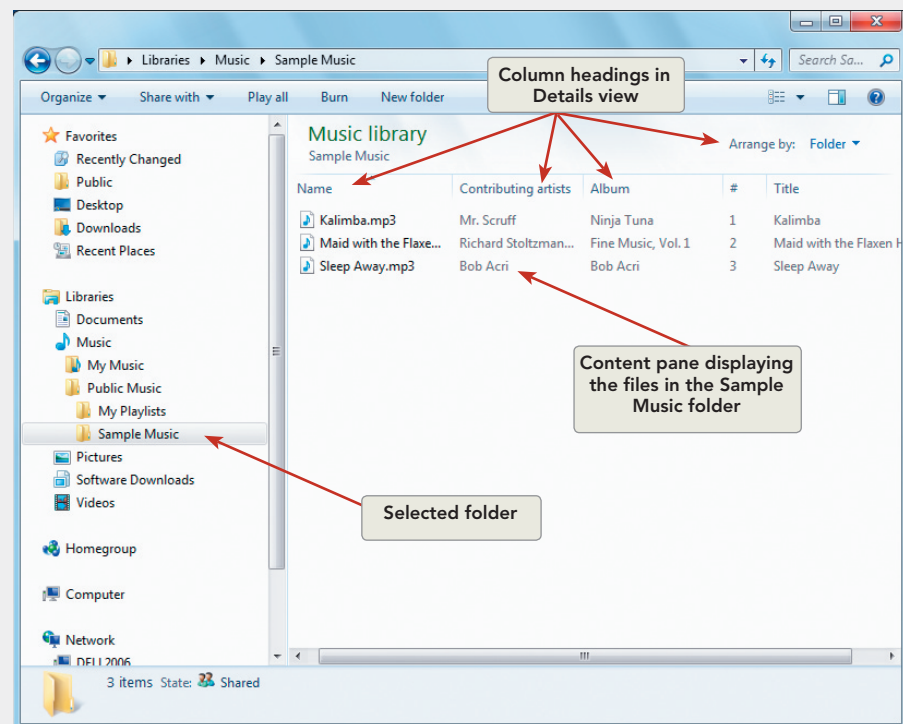 Libraries Music Sample Music
Search Sa...
Column headings in
Details view
Organize Share with Play all Burn New folder
Favorites
Recently Changed
Public
Desktop
Downloads
Recent Places
Libraries
Documents
Music
My Music
Public Music
My Playlists
Sample Music
Pictures
Software Downloads
Videos
Homegroup
Computer
Network
DELL2006
Music library
Sample Music
Arrange by: Folder
Name Contributing artists Album # Title
Kalimba.mp3 Mr. Scruff Ninja Tuna 1 Kalimba
Maid with the Flaxe... Richard Stoltzman... Fine Music, Vol. 1 2 Maid with the Flaxen H
Sleep Away.mp3 Bob Acri Bob Acri 3 Sleep Away
Content pane displaying
the files in the Sample
Music folder
Selected folder
3 items State: Shared